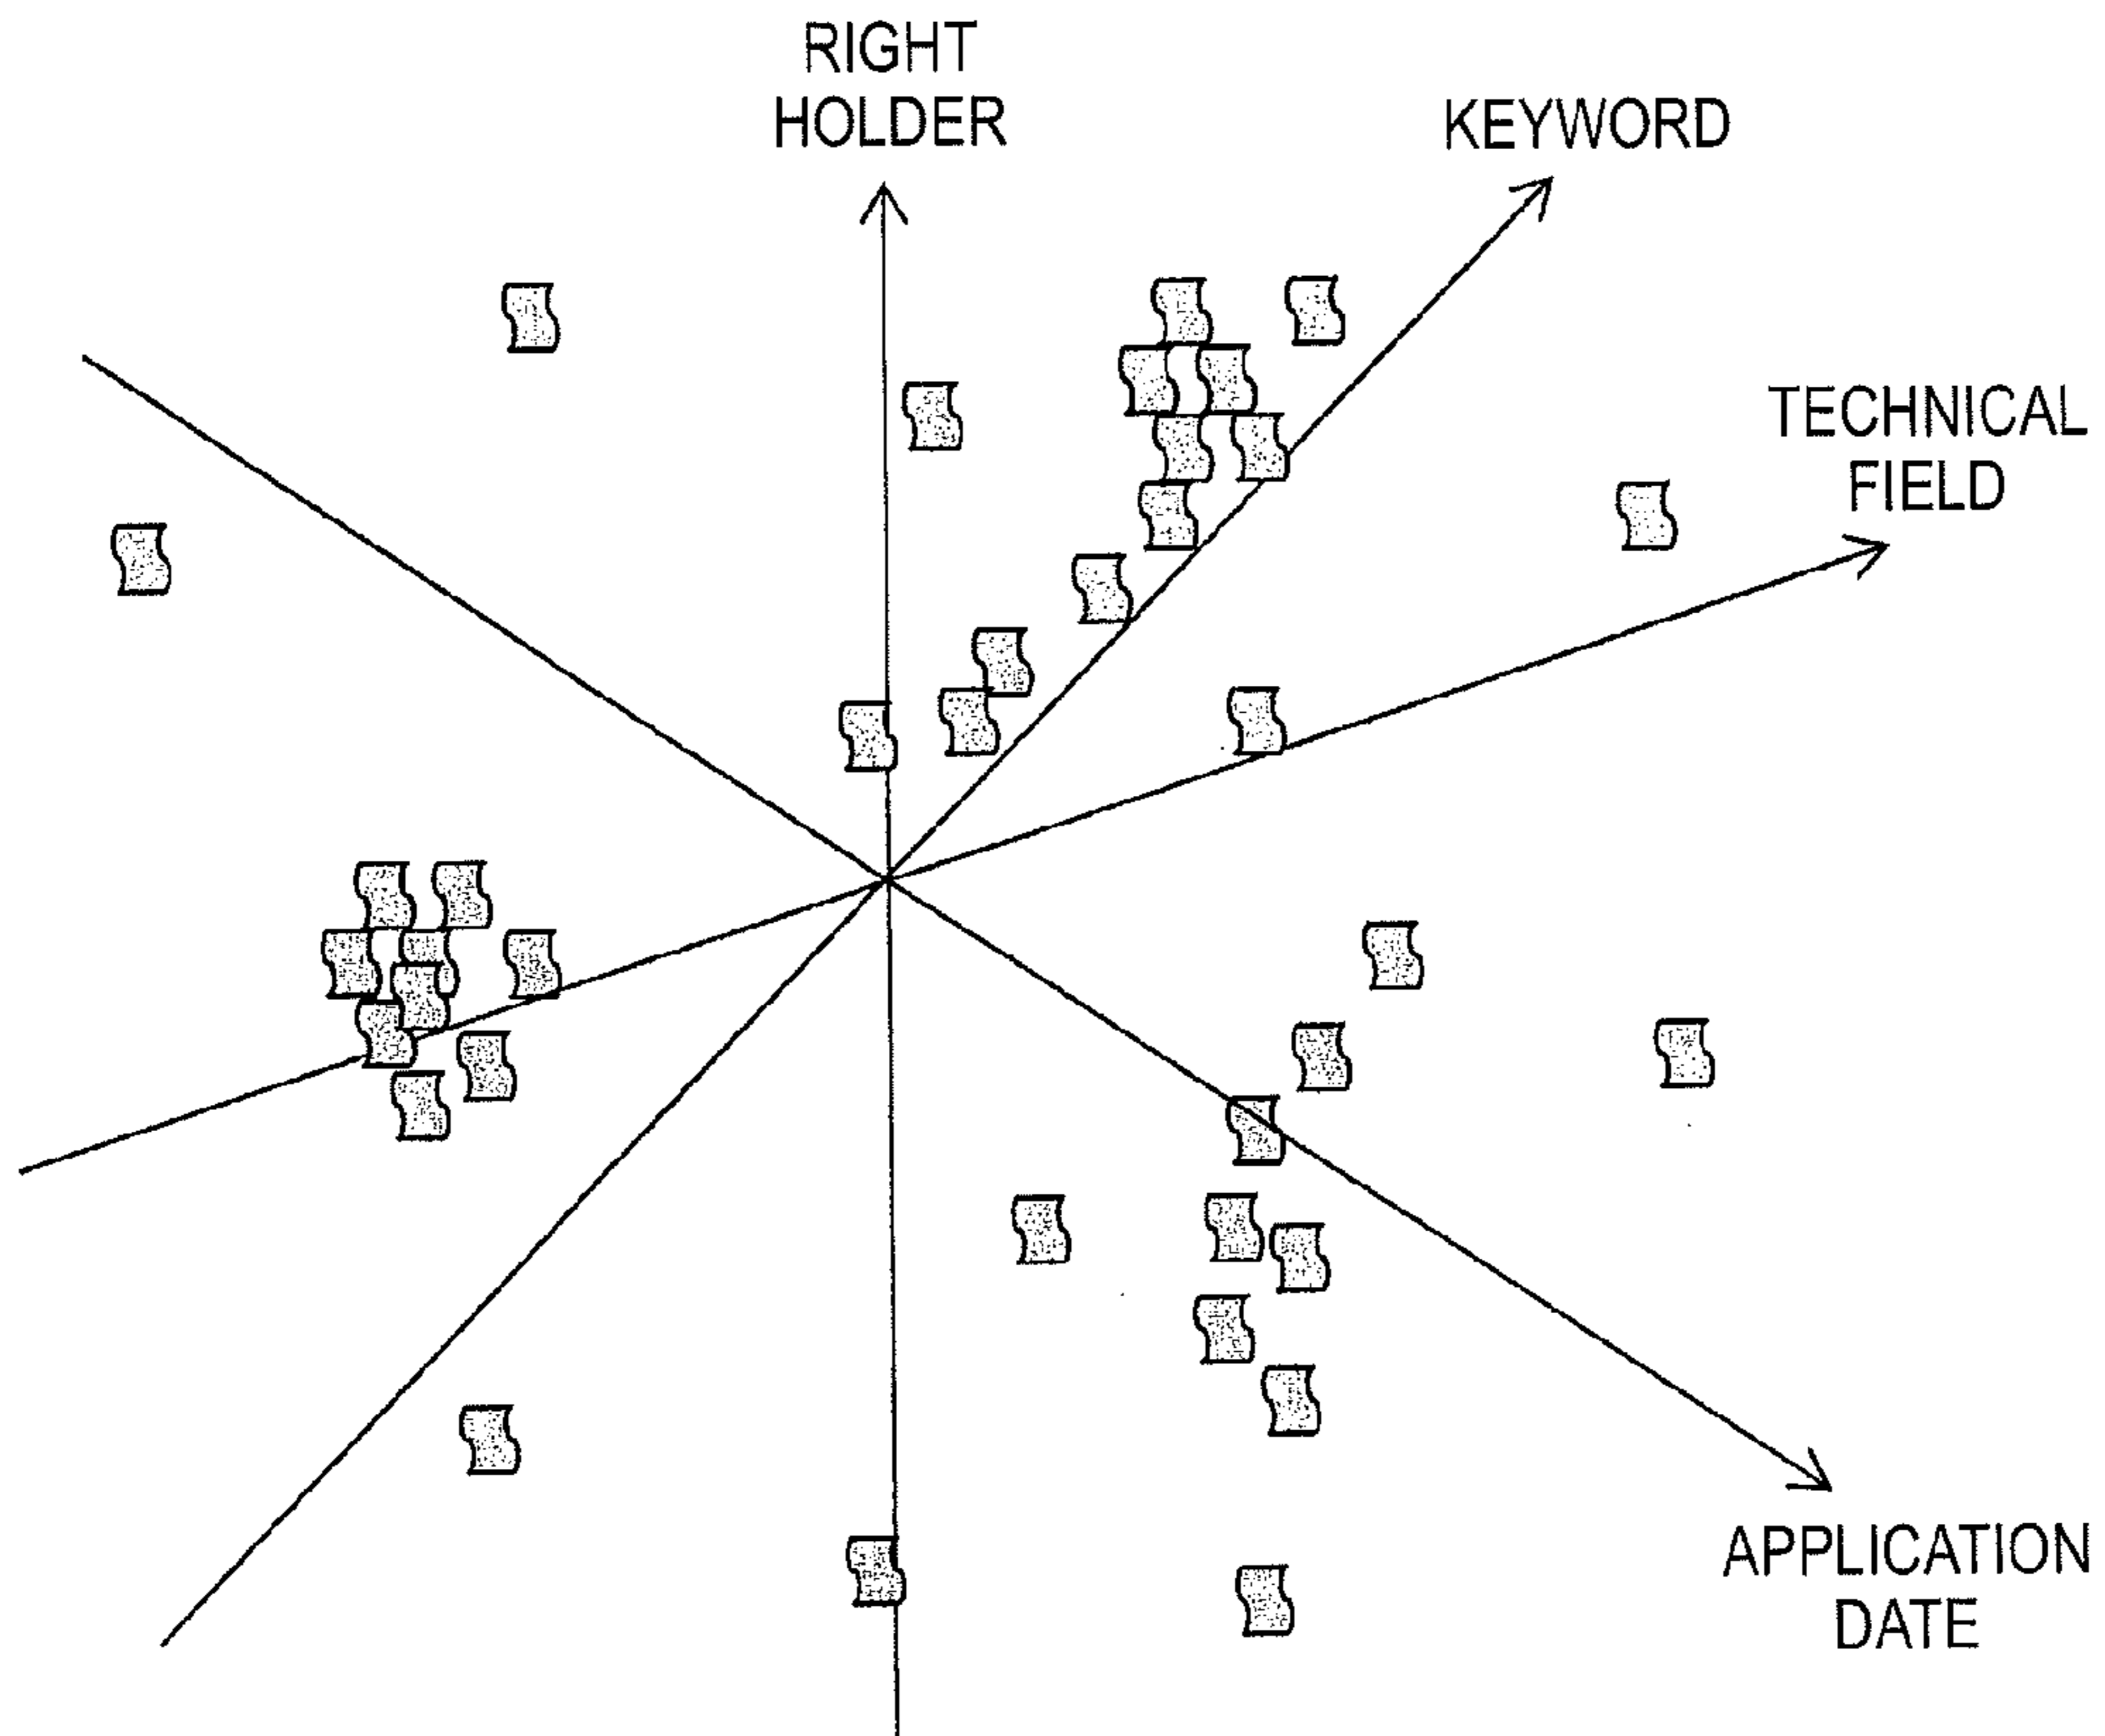 RIGHT
HOLDER
KEYWORD
TECHNICAL
FIELD
APPLICATION
DATE